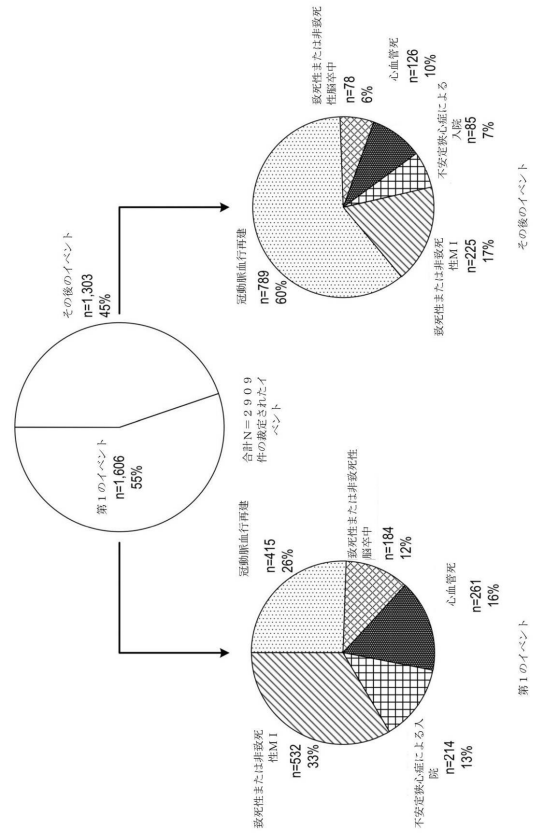 第１のイベント
n=1,606
55%
その後のイベント
n=1,303
45%
合計Ｎ＝２９０９
件の裁定されたイ
ベント
致死性または非致死
性ＭＩ
n=532
33%
冠動脈血行再建
n=415
26%
致死性または非致死性
脳卒中
n=184
12%
心血管死
n=261
16%
不安定狭心症による入
院
n=214
13%
第１のイベント
冠動脈血行再建
n=789
60%
致死性または非致死
性脳卒中
n=78
6%
心血管死
n=126
10%
不安定狭心症による
入院
n=85
7%
致死性または非致死
性ＭＩ
n=225
17%
その後のイベント